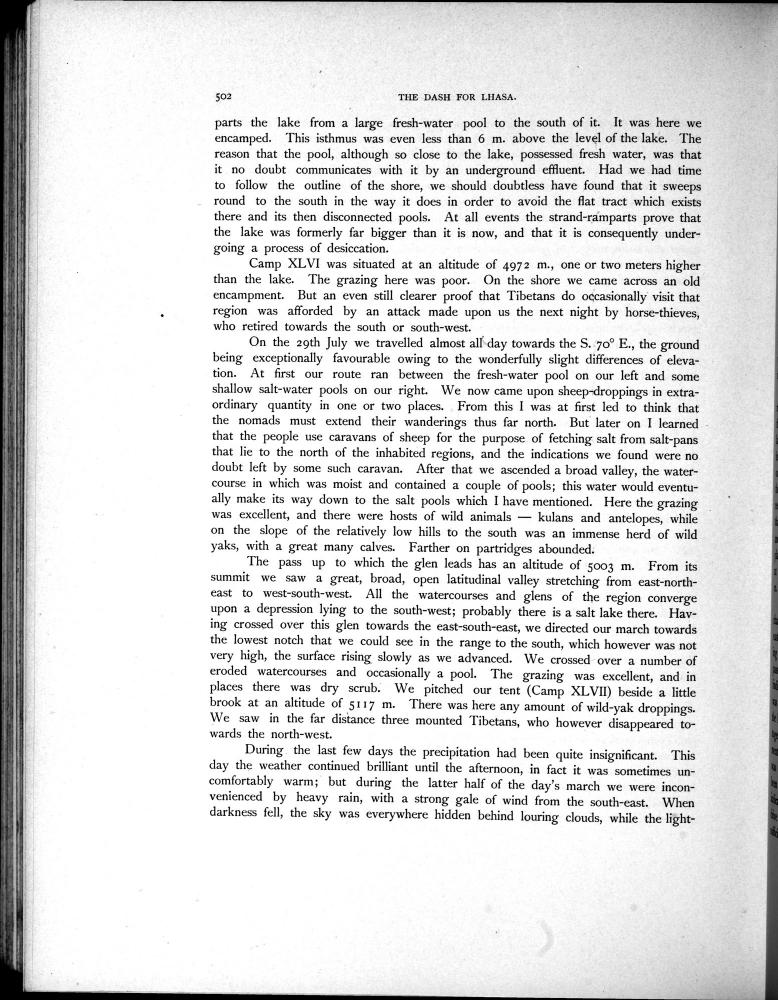 502
THE DASH FOR LHASA.
parts the lake from a large fresh-water pool to the south of it. It was here we
encamped. This isthmus was even less than 6 m. above the level of the lake. The
reason that the pool, although so close to the lake, possessed fresh water, was that
it no doubt communicates with it by an underground effluent. Had we had time
to follow the outline of the shore, we should doubtless have found that it sweeps
round to the south in the way it does in order to avoid the flat tract which exists
there and its then disconnected pools. At all events the strand-ramparts prove that
the lake was formerly far bigger than it is now, and that it is consequently under-
going a process of desiccation.
Camp XLVI was situated at an altitude of 4972 m., one or two meters higher
than the lake. The grazing here was poor. On the shore we came across an old
encampment. But an even still clearer proof that Tibetans do occasionally visit that
region was afforded by an attack made upon us the next night by horse-thieves,
who retired towards the south or south-west.
On the 29th July we travelled almost all day towards the S. 70° E., the ground
being exceptionally favourable owing to the wonderfully slight differences of eleva-
tion. At first our route ran between the fresh-water pool on our left and some
shallow salt-water pools on our right. We now came upon sheep-droppings in extra-
ordinary quantity in one or two places. From this I was at first led to think that
the nomads must extend their wanderings thus far north. But later on I learned
that the people use caravans of sheep for the purpose of fetching salt from salt-pans
that lie to the north of the inhabited regions, and the indications we found were no
doubt left by some such caravan. After that we ascended a broad valley, the water-
course in which was moist and contained a couple of pools; this water would eventu-
ally make its way down to the salt pools which I have mentioned. Here the grazing
was excellent, and there were hosts of wild animals — kulans and antelopes, while
on the slope of the relatively low hills to the south was an immense herd of wild
yaks, with a great many calves. Farther on partridges abounded.
The pass up to which the glen leads has an altitude of 5003 m. From its
summit we saw a great, broad, open latitudinal valley stretching from east-north-
east to west-south-west. All the watercourses and glens of the region converge
upon a depression lying to the south-west; probably there is a salt lake there. Hav-
ing crossed over this glen towards the east-south-east, we directed our march towards
the lowest notch that we could see in the range to the south, which however was not
very high, the surface rising slowly as we advanced. We crossed over a number of
eroded watercourses and occasionally a pool. The grazing was excellent, and in
places there was dry scrub. We pitched our tent (Camp XLVII) beside a little
brook at an altitude of 5117 m. There was here any amount of wild-yak droppings.
We saw in the far distance three mounted Tibetans, who however disappeared to-
wards the north-west.
During the last few days the precipitation had been quite insignificant. This
day the weather continued brilliant until the afternoon, in fact it was sometimes un-
comfortably warm; but during the latter half of the day's march we were incon-
venienced by heavy rain, with a strong gale of wind from the south-east. When
darkness fell, the sky was everywhere hidden behind louring clouds, while the light-